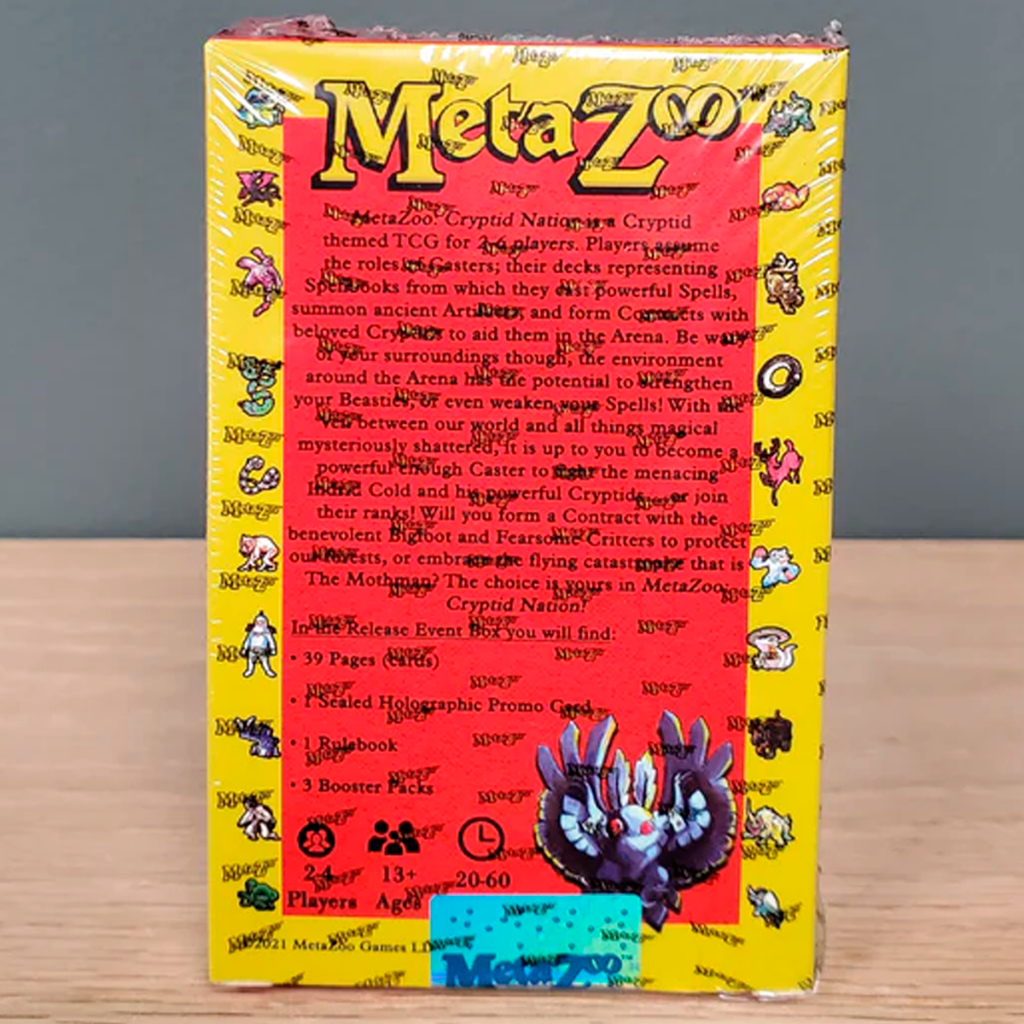 MetaZoo
MetaZoo: Cryptid Nation is a Cryptid
themed TCG for 2-6 players. Players assume
the roles of Casters; their decks representing
Spellbooks from which they cast powerful Spells,
summon ancient Artifacts, and form Contracts with
beloved Cryptids to aid them in the Arena. Be wary
of your surroundings though, the environment
around the Arena has the potential to strengthen
your Beasties, or even weaken your Spells! With the
veil between our world and all things magical
mysteriously shattered, it is up to you to become a
powerful enough Caster to fight the menacing
Indrid Cold and his powerful Cryptids... or join
their ranks! Will you form a Contract with the
benevolent Bigfoot and Fearsome Critters to protect
our forests, or embrace the flying catastrophe that is
The Mothman? The choice is yours in MetaZoo:
Cryptid Nation!
In the Release Event Box you will find:
• 39 Pages (cards)
• 1 Sealed Holographic Promo Card
• 1 Rulebook
• 3 Booster Packs
2-4 13+ 20-60
Players Ages
©2021 MetaZoo Games
MetaZoo